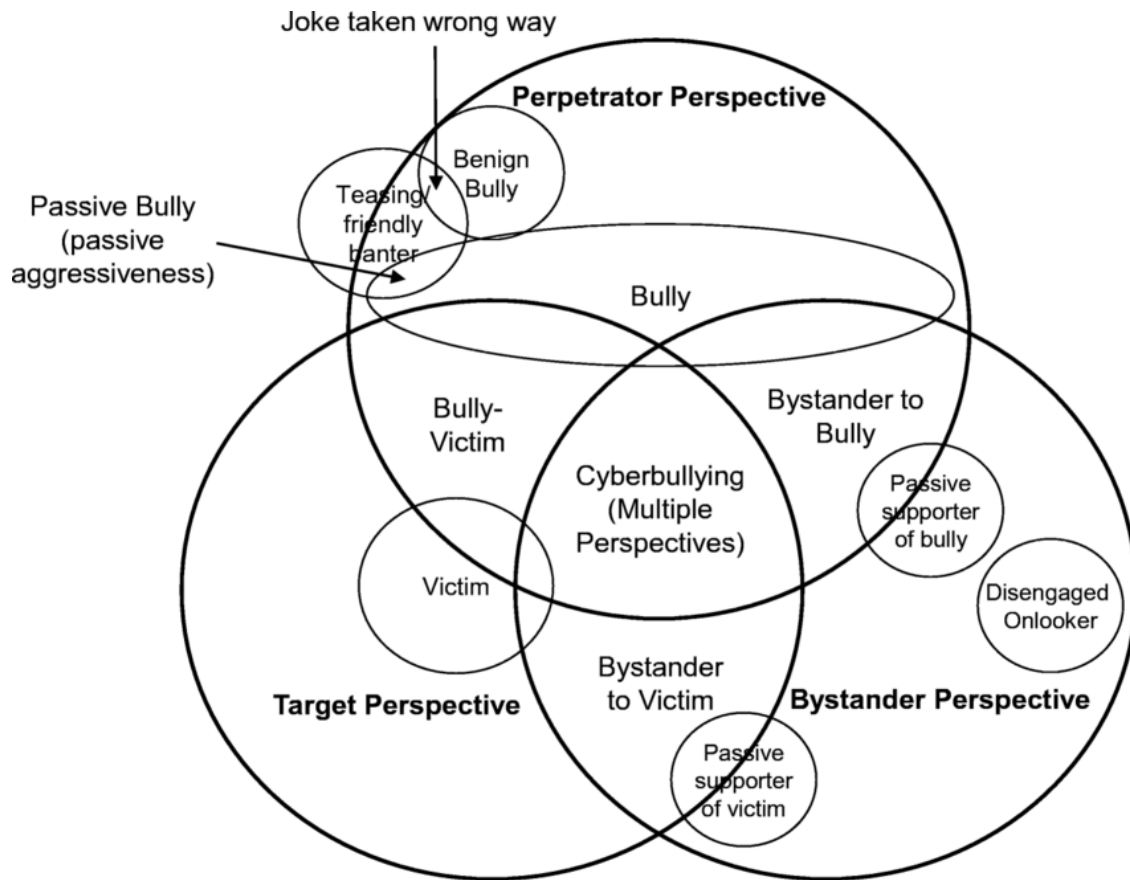 Joke taken wrong way
Perpetrator Perspective
Benign
Bully
Teasing/
friendly
banter
Passive Bully
(passive
aggressiveness)
Bully
Bully-
Victim
Bystander to
Bully
Cyberbullying
(Multiple
Perspectives)
Passive
supporter
of bully
Victim
Disengaged
Onlooker
Bystander
to Victim
Target Perspective
Bystander Perspective
Passive
supporter
of victim